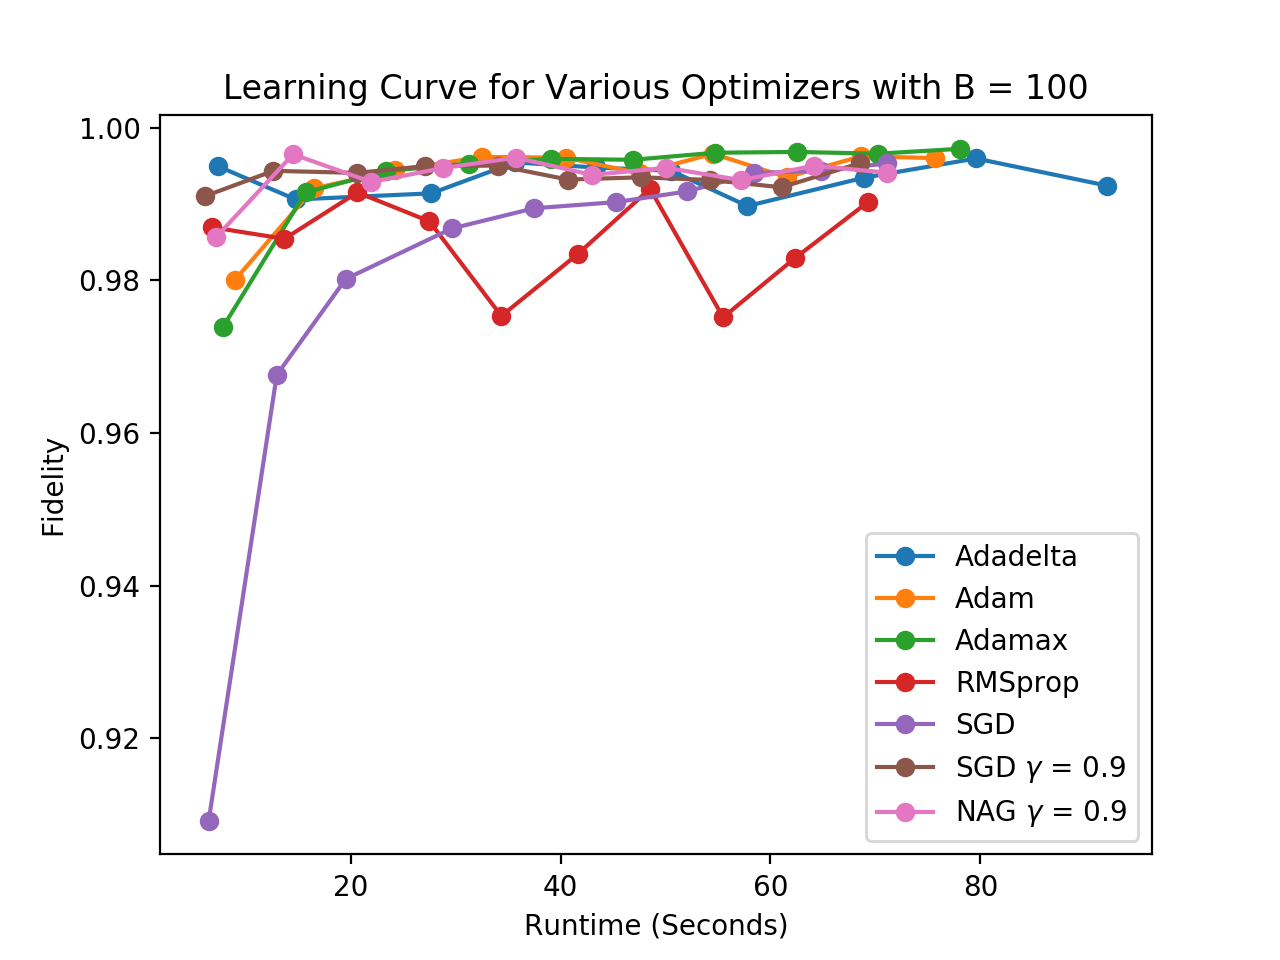 Learning Curve for Various Optimizers with B = 100
1.00
0.98
0.96
0.94
0.92
Fidelity
20
40
60
80
Runtime (Seconds)
Adadelta
Adam
Adamax
RMSprop
SGD
SGD γ = 0.9
NAG γ = 0.9